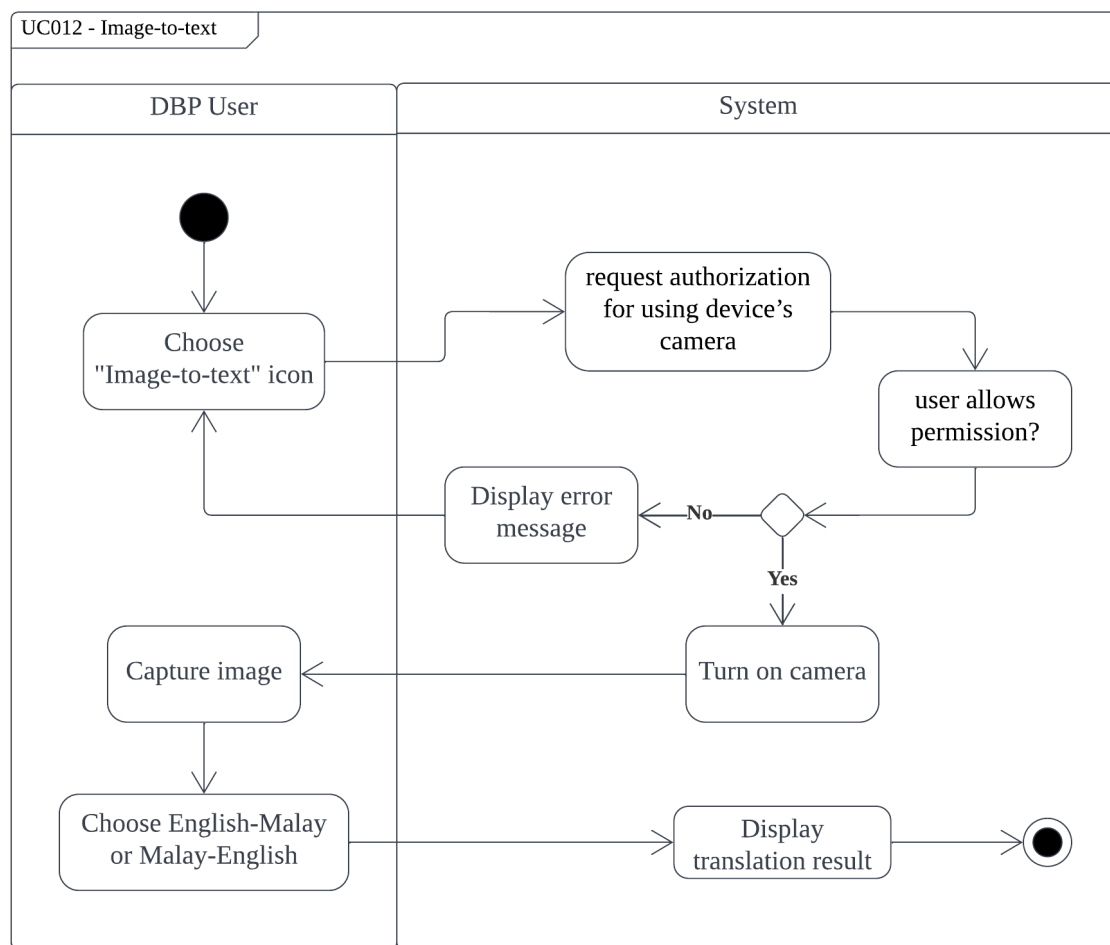 UC012 - Image-to-text
DBP User
System
request authorization
for using device’s
camera
Choose
"Image-to-text" icon
user allows
permission?
Display error
message
No
Yes
Capture image
Turn on camera
Choose English-Malay
or Malay-English
Display
translation result